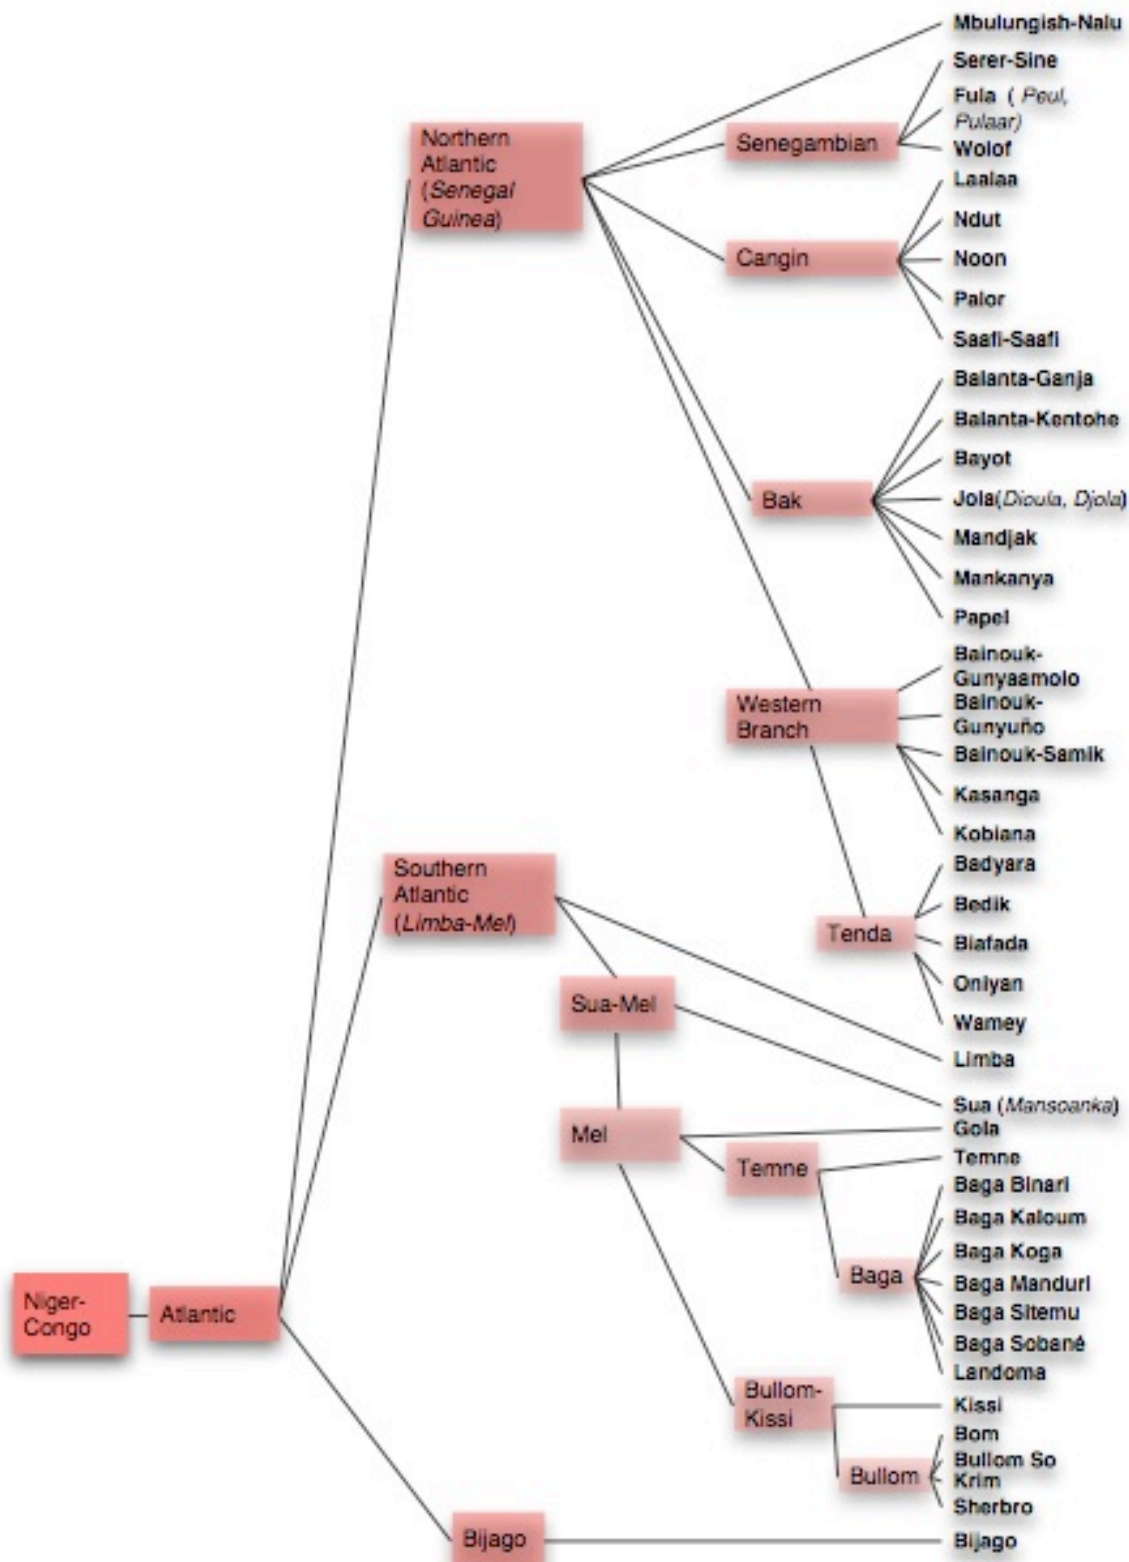 Mbulungish-Nalu
Serer-Sine
Fula ( Peul,
Pulaar)
Wolof
Northern
Atlantic
(Senegal
Guinea)
Senegambian
Laalaa
Ndut
Cangin
Noon
Palor
Saafi-Saafi
Balanta-Ganja
Balanta-Kentohe
Bayot
Bak
Jola(Dioula, Djola)
Mandjak
Mankanya
Papel
Bainouk-
Gunyaamolo
Western
Branch
Bainouk-
Gunyuño
Bainouk-Samik
Kasanga
Kobiana
Southern
Atlantic
(Limba-Mel)
Badyara
Bedik
Tenda
Biafada
Oniyan
Wamey
Sua-Mel
Limba
Sua (Mansoanka)
Mel
Gola
Temne
Temne
Baga Binari
Baga Kaloum
Baga Koga
Baga
Baga Manduri
Baga Sitemu
Baga Sobané
Landoma
Niger-
Congo
Atlantic
Bullom-
Kissi
Kissi
Bom
Bullom So
Bullom
Krim
Sherbro
Bijago
Bijago